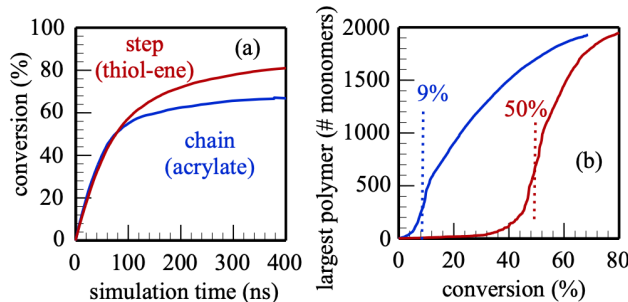 step
(thiol-ene)
(a)
chain
(acrylate)
conversion (%)
100
80
60
40
20
0
0
100
200
300
400
simulation time (ns)
largest polymer (# monomers)
2000
1500
1000
500
0
9%
50%
(b)
0
20
40
60
80
conversion (%)